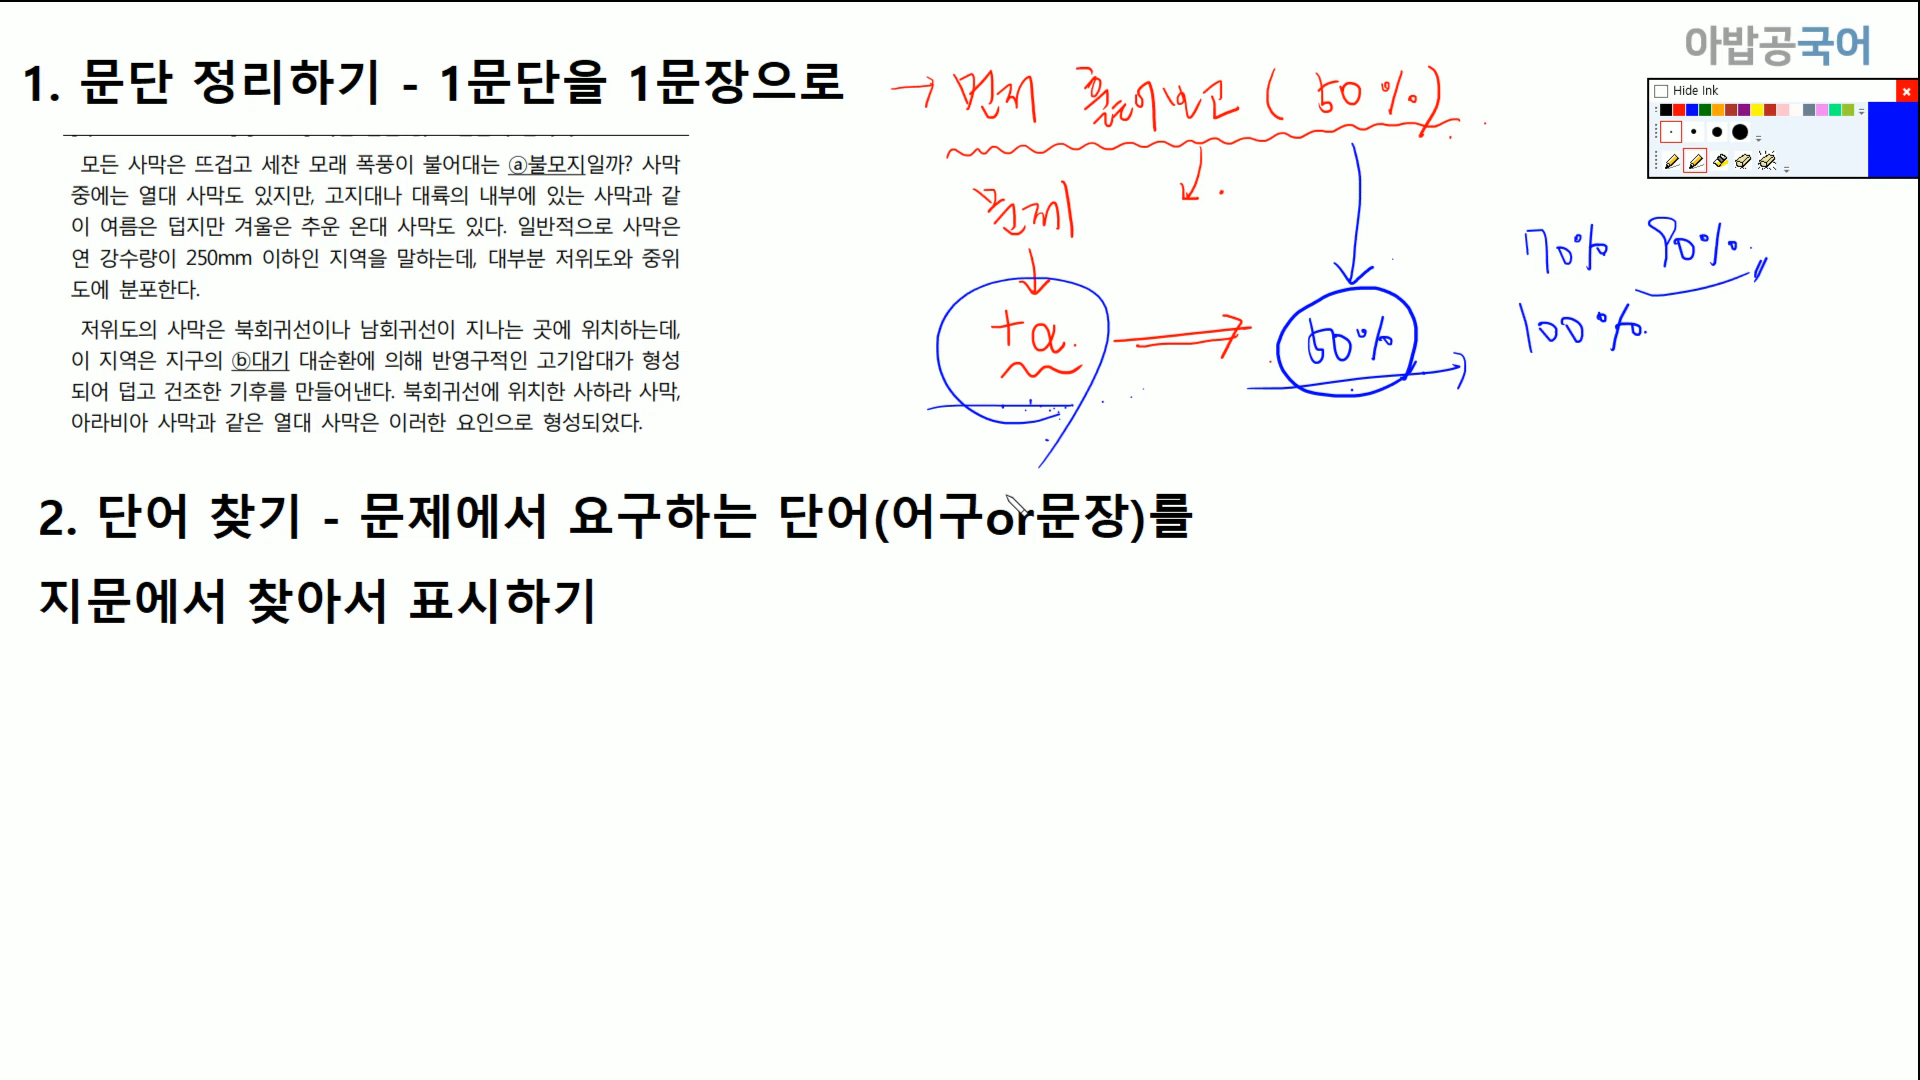 아밥공국어
1. 문단 정리하기 - 1문단을 1문장으로
→ 먼저 훑어보고 (50%)
Hide Ink
모든 사막은 뜨겁고 세찬 모래 폭풍이 불어대는 ⓐ불모지일까? 사막
중에는 열대 사막도 있지만, 고지대나 대륙의 내부에 있는 사막과 같
이 여름은 덥지만 겨울은 추운 온대 사막도 있다. 일반적으로 사막은
연 강수량이 250mm 이하인 지역을 말하는데, 대부분 저위도와 중위
도에 분포한다.
저위도의 사막은 북회귀선이나 남회귀선이 지나는 곳에 위치하는데,
이 지역은 지구의 ⓑ대기 대순환에 의해 반영구적인 고기압대가 형성
되어 덥고 건조한 기후를 만들어낸다. 북회귀선에 위치한 사하라 사막,
아라비아 사막과 같은 열대 사막은 이러한 요인으로 형성되었다.
문제
+α
50%
70% 90%
100%
2. 단어 찾기 - 문제에서 요구하는 단어(어구or문장)를
지문에서 찾아서 표시하기